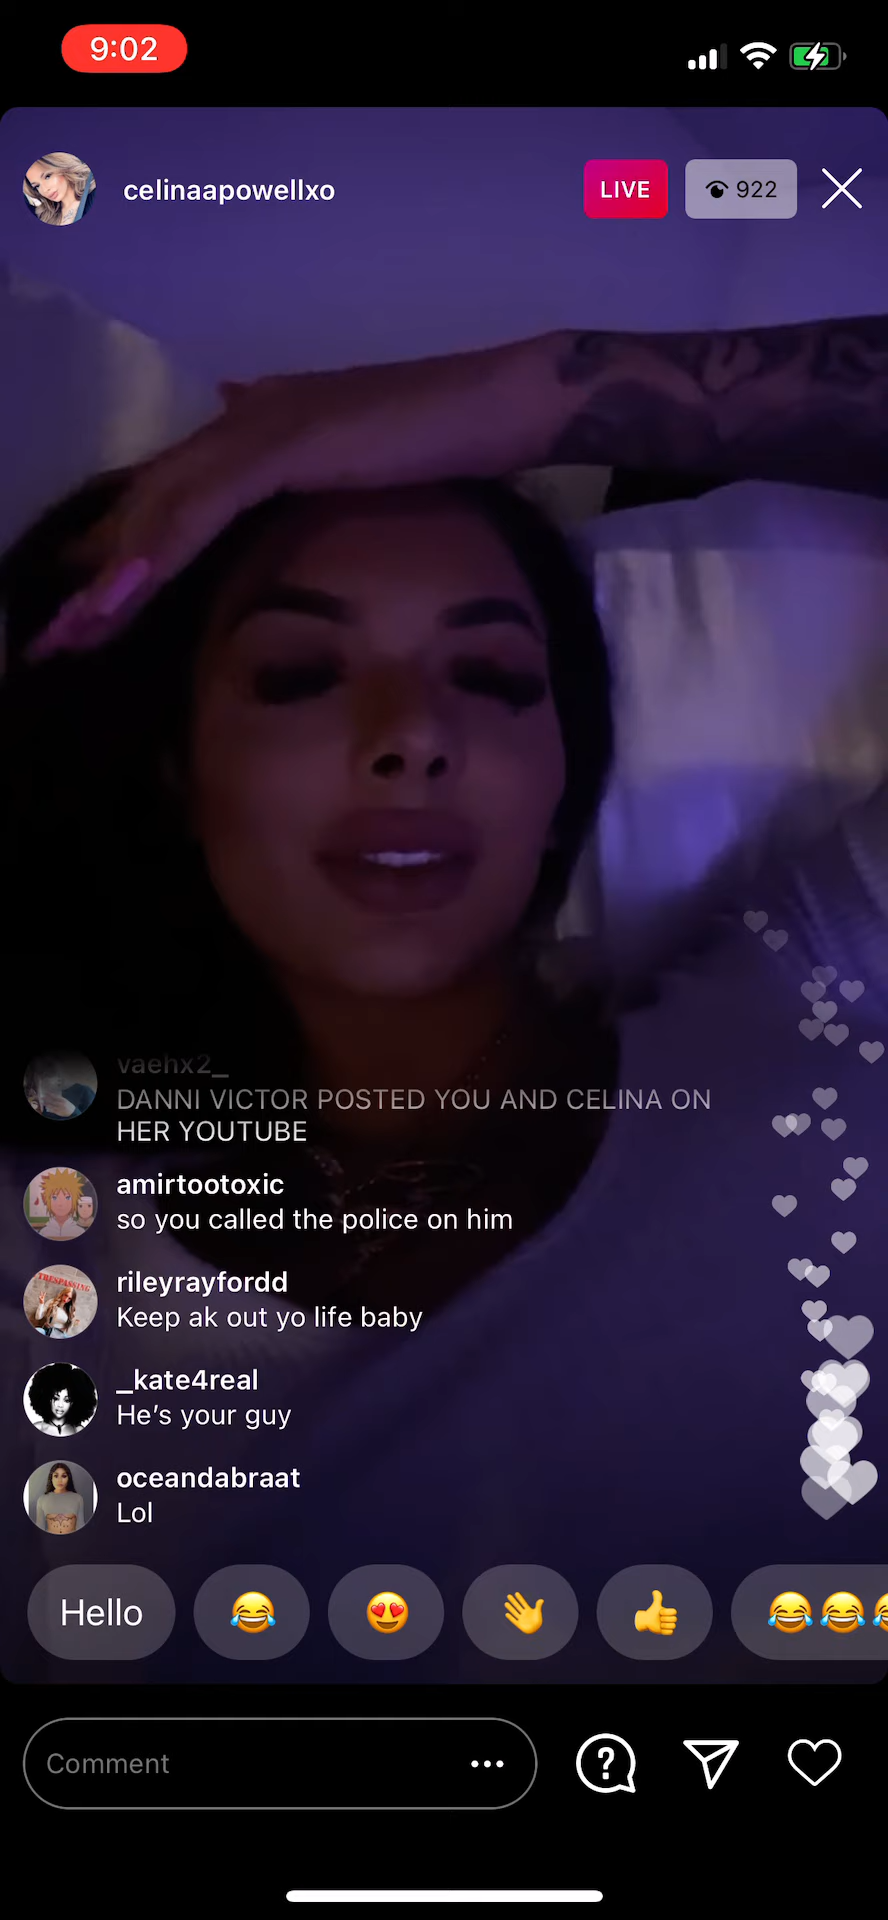 9:02
celinaapowellxo
LIVE
922
vaehx2_
DANNI VICTOR POSTED YOU AND CELINA ON
HER YOUTUBE
amirtootoxic
so you called the police on him
TRESPASSING
rileyrayfordd
Keep ak out yo life baby
_kate4real
He’s your guy
oceandabraat
Lol
Hello
Comment